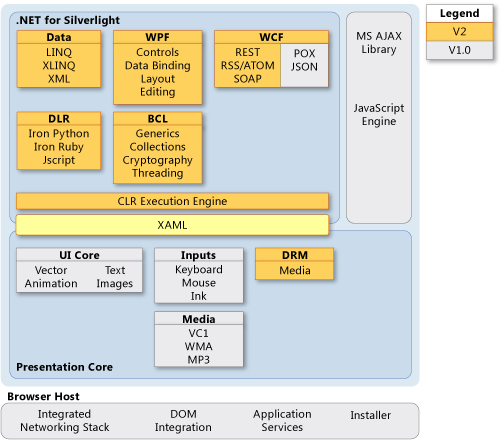 .NET for Silverlight
Data
LINQ
XLINQ
XML
WPF
Controls
Data Binding
Layout
Editing
WCF
REST
RSS/ATOM
SOAP
POX
JSON
MS AJAX
Library
JavaScript
Engine
Legend
V2
V1.0
DLR
Iron Python
Iron Ruby
Jscript
BCL
Generics
Collections
Cryptography
Threading
CLR Execution Engine
XAML
UI Core
Vector Text
Animation Images
Inputs
Keyboard
Mouse
Ink
DRM
Media
Media
VC1
WMA
MP3
Presentation Core
Browser Host
Integrated
Networking Stack
DOM
Integration
Application
Services
Installer